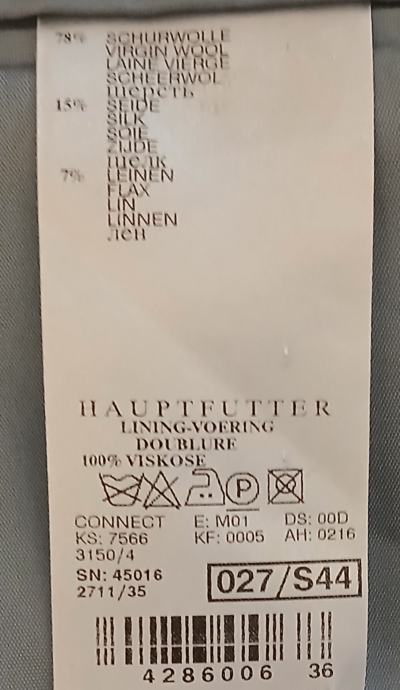 78% SCHURWOLLE
VIRGIN WOOL
LAINE VIERGE
SCHEERWOL
шерсть
15% SEIDE
SILK
SOIE
ZIJDE
шелк
7% LEINEN
FLAX
LIN
LINNEN
лен
HAUPTFUTTER
LINING-VOERING
DOUBLURE
100% VISKOSE
P
CONNECT E: M01 DS: 00D
KS: 7566 KF: 0005 AH: 0216
3150/4
SN: 45016
2711/35
027/S44
4286006 36